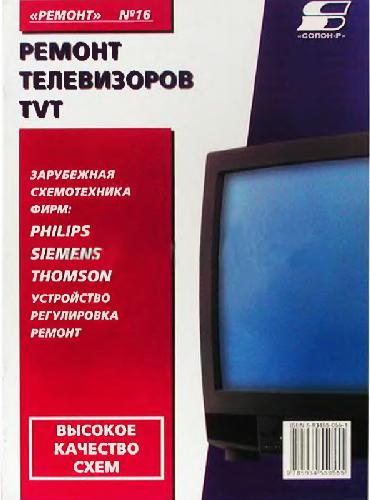 «РЕМОНТ» №16
«СОЛОН-Р»
РЕМОНТ
ТЕЛЕВИЗОРОВ
TVT
ЗАРУБЕЖНАЯ
СХЕМОТЕХНИКА
ФИРМ:
PHILIPS
SIEMENS
THOMSON
УСТРОЙСТВО
РЕГУЛИРОВКА
РЕМОНТ
ВЫСОКОЕ
КАЧЕСТВО
СХЕМ